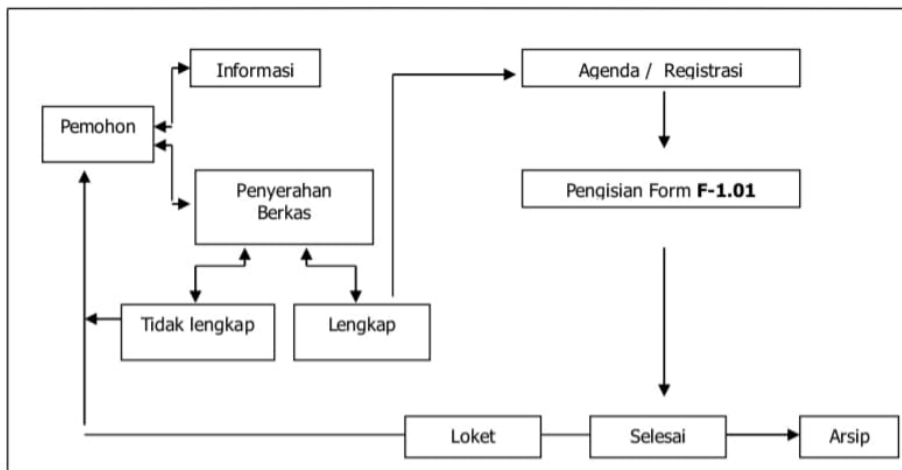 Informasi
Agenda / Registrasi
Pemohon
Penyerahan
Berkas
Pengisian Form F-1.01
Tidak lengkap
Lengkap
Loket
Selesai
Arsip